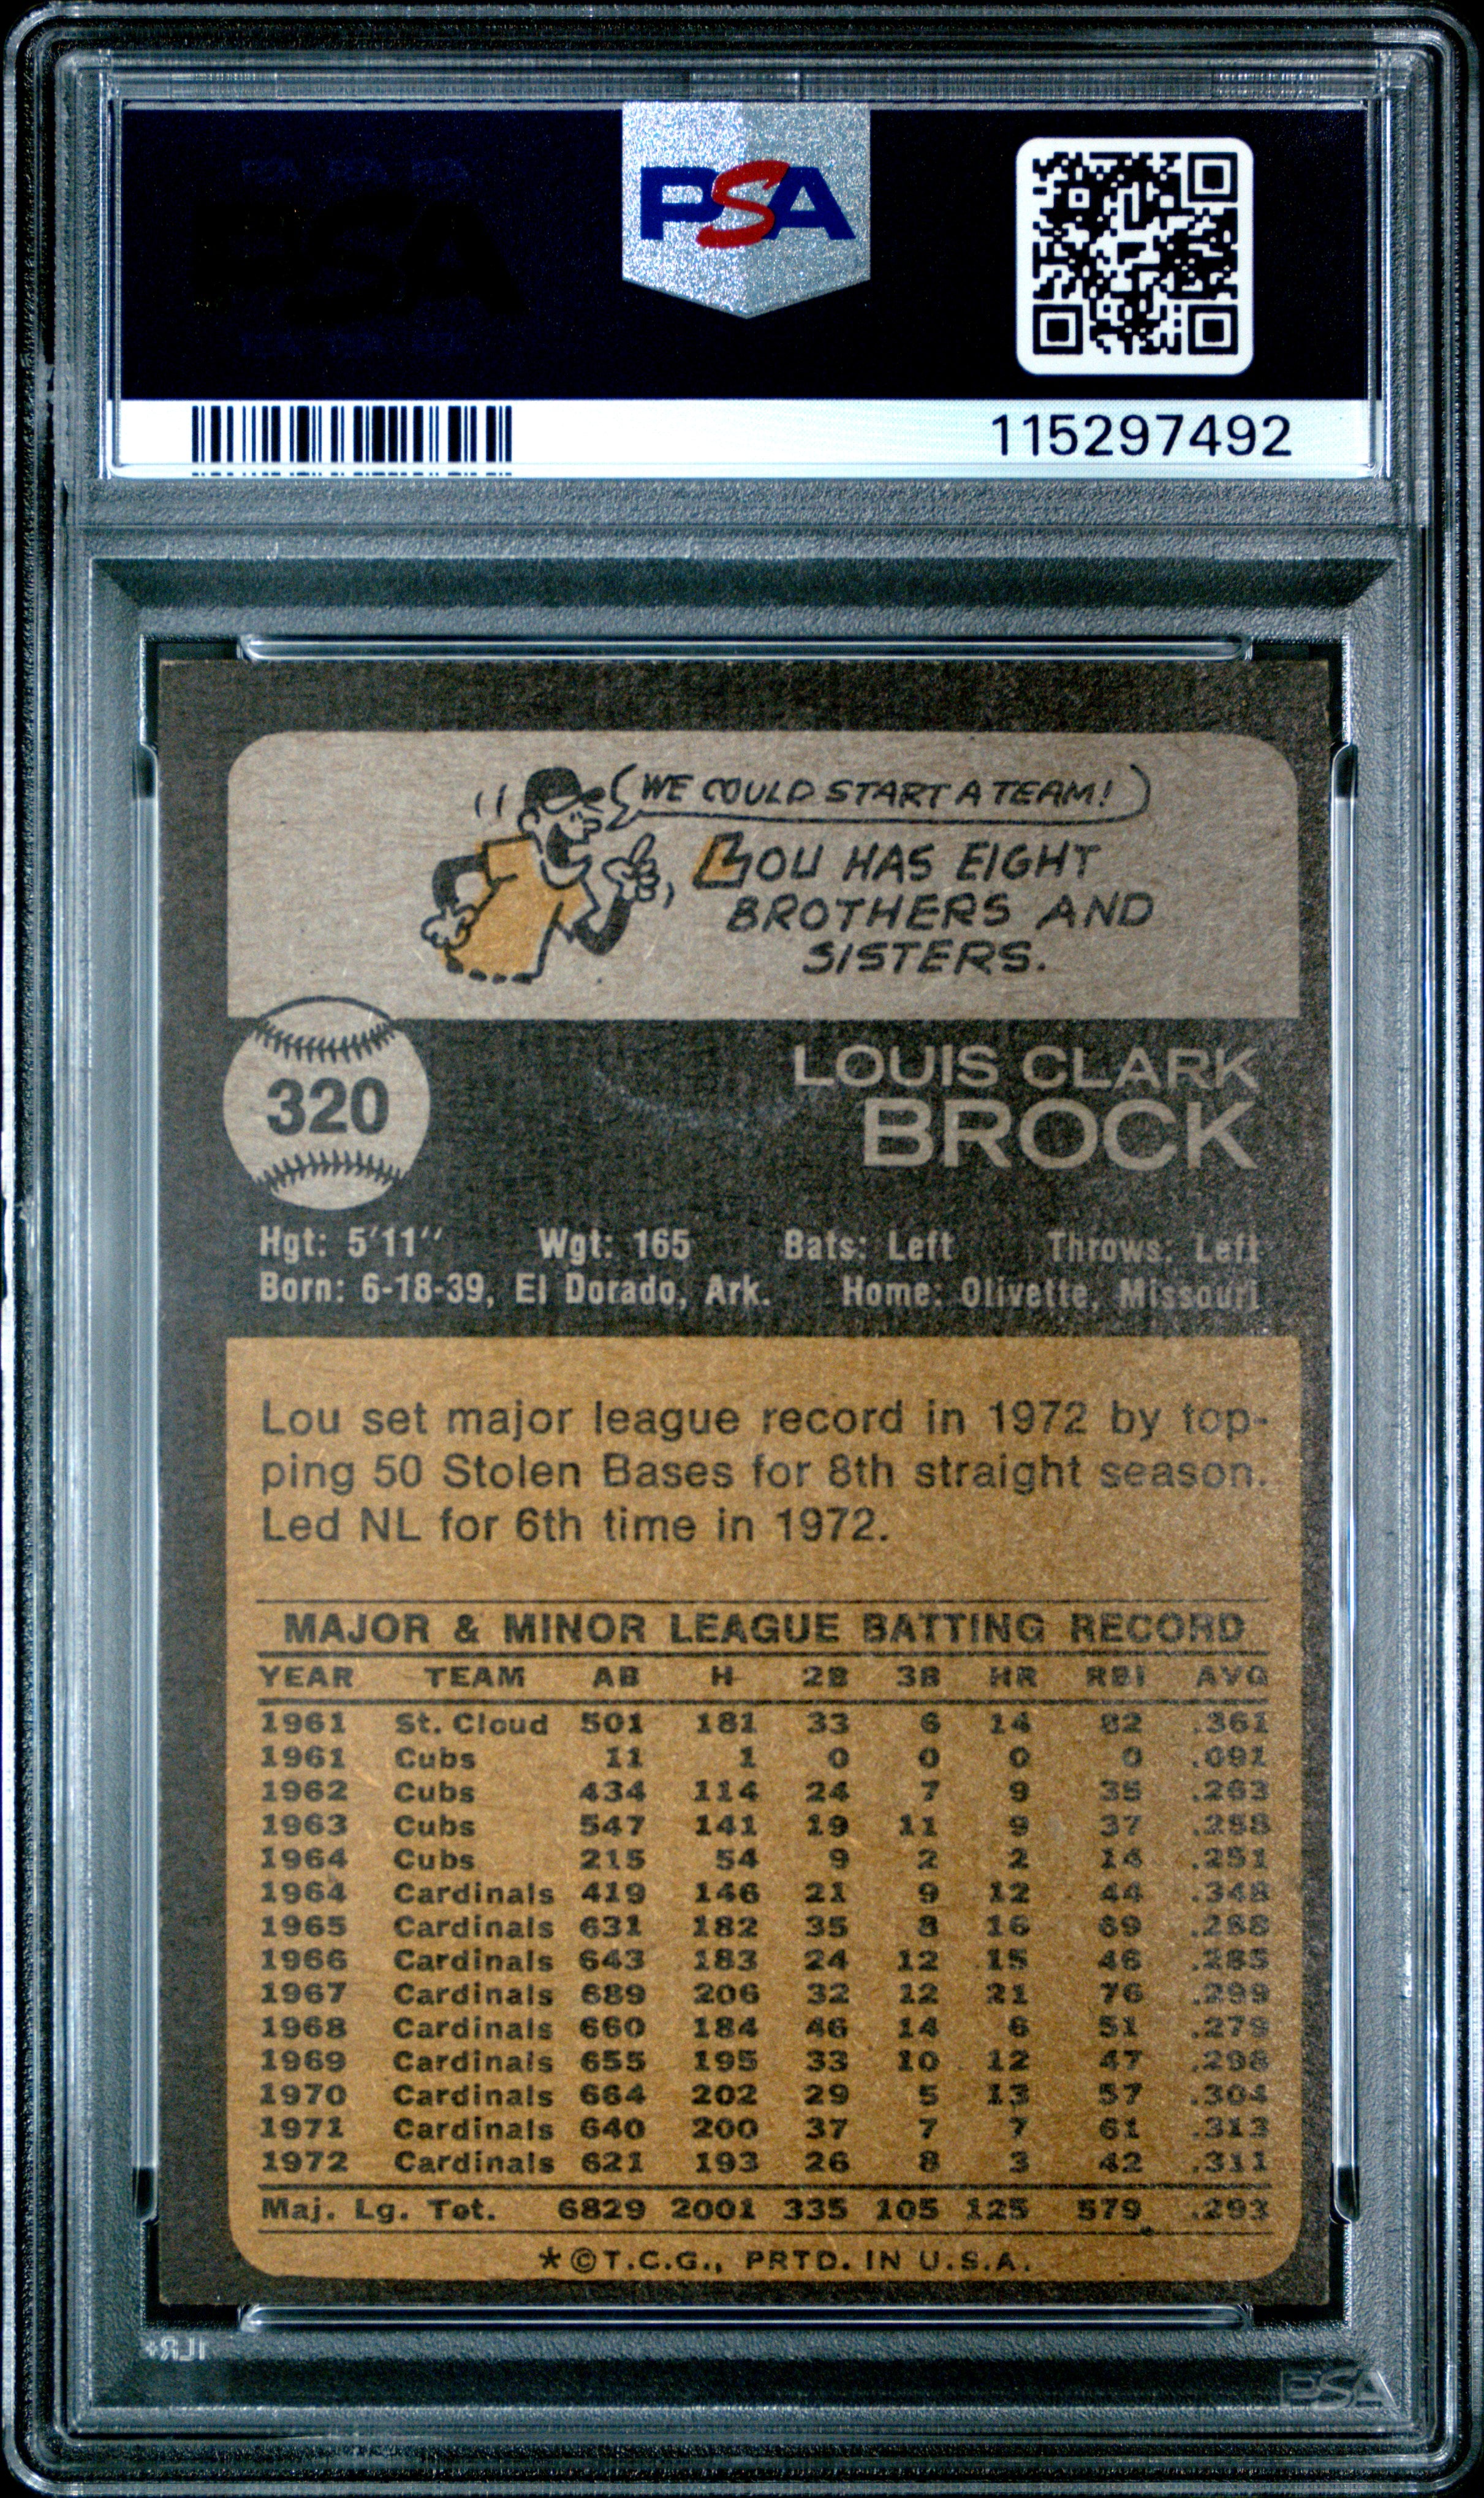 PSA
115297492
WE COULD START A TEAM!
LOU HAS EIGHT
BROTHERS AND
SISTERS.
320
LOUIS CLARK
BROCK
Hgt: 5'11" Wgt: 165 Bats: Left Throws: Left
Born: 6-18-39, El Dorado, Ark. Home: Olivette, Missouri
Lou set major league record in 1972 by top-
ping 50 Stolen Bases for 8th straight season.
Led NL for 6th time in 1972.
MAJOR & MINOR LEAGUE BATTING RECORD
YEAR TEAM AB H 2B 3B HR RBI AVG
1961 St. Cloud 501 181 33 6 14 82 .361
1961 Cubs 11 1 0 0 0 0 .091
1962 Cubs 434 114 24 7 9 35 .263
1963 Cubs 547 141 19 11 9 37 .258
1964 Cubs 215 54 9 2 2 14 .251
1964 Cardinals 419 146 21 9 12 44 .348
1965 Cardinals 631 182 35 8 16 69 .288
1966 Cardinals 643 183 24 12 15 46 .285
1967 Cardinals 689 206 32 12 21 76 .299
1968 Cardinals 660 184 46 14 6 51 .279
1969 Cardinals 655 195 33 10 12 47 .298
1970 Cardinals 664 202 29 5 13 57 .304
1971 Cardinals 640 200 37 7 7 61 .313
1972 Cardinals 621 193 26 8 3 42 .311
Maj. Lg. Tot. 6829 2001 335 105 125 579 .293
*©T.C.G., PRTD. IN U.S.A.
PSA